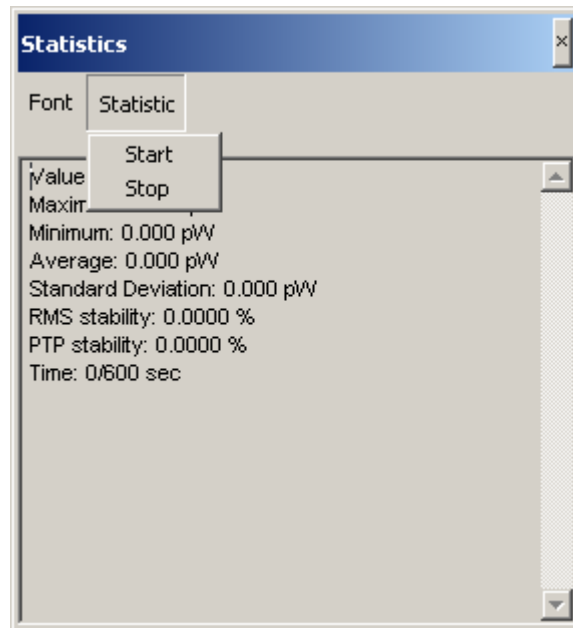 Statistics
Font Statistic
Start
Stop
Value
Minimum: 0.000 pW
Average: 0.000 pW
Standard Deviation: 0.000 pW
RMS stability: 0.0000 %
PTP stability: 0.0000 %
Time: 0/600 sec